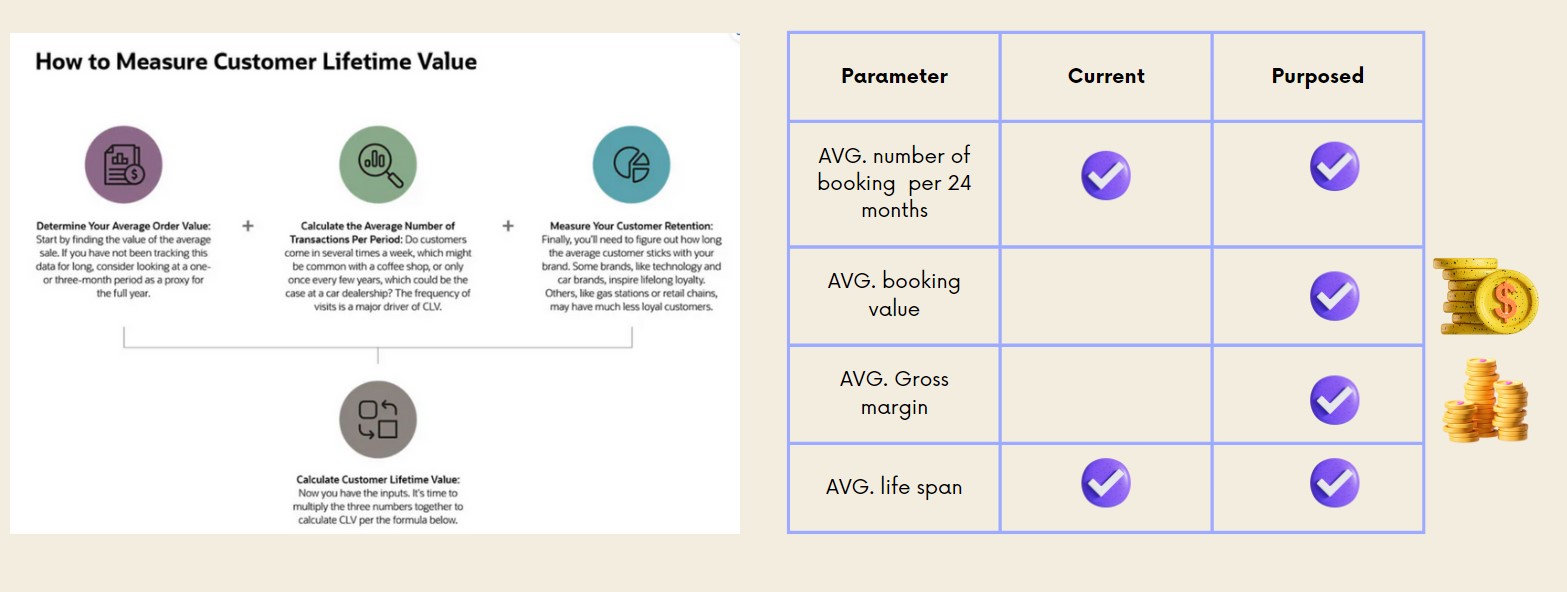 How to Measure Customer Lifetime Value
Determine Your Average Order Value:
Start by finding the value of the average
sale. If you have not been tracking this
data for long, consider looking at a one-
or three-month period as a proxy for
the full year.
+
Calculate the Average Number of
Transactions Per Period: Do customers
come in several times a week, which might
be common with a coffee shop, or only
once every few years, which could be the
case at a car dealership? The frequency of
visits is a major driver of CLV.
+
Measure Your Customer Retention:
Finally, you'll need to figure out how long
the average customer sticks with your
brand. Some brands, like technology and
car brands, inspire lifelong loyalty.
Others, like gas stations or retail chains,
may have much less loyal customers.
Calculate Customer Lifetime Value:
Now you have the inputs. It's time to
multiply the three numbers together to
calculate CLV per the formula below.
Parameter
Current
Purposed
AVG. number of
booking per 24
months
AVG. booking
value
AVG. Gross
margin
AVG. life span